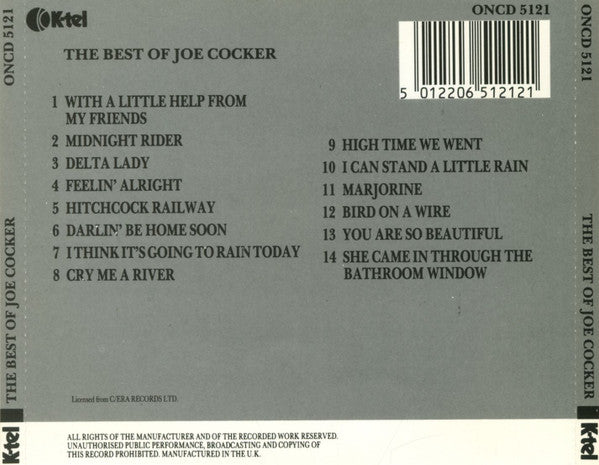 K-tel
ONCD 5121
ONCD 5121
ONCD 5121
THE BEST OF JOE COCKER
5 012206 512121
1 WITH A LITTLE HELP FROM
MY FRIENDS
2 MIDNIGHT RIDER
3 DELTA LADY
4 FEELIN' ALRIGHT
5 HITCHCOCK RAILWAY
6 DARLIN' BE HOME SOON
7 I THINK IT'S GOING TO RAIN TODAY
8 CRY ME A RIVER
9 HIGH TIME WE WENT
10 I CAN STAND A LITTLE RAIN
11 MARJORINE
12 BIRD ON A WIRE
13 YOU ARE SO BEAUTIFUL
14 SHE CAME IN THROUGH THE
BATHROOM WINDOW
THE BEST OF JOE COCKER
THE BEST OF JOE COCKER
Licensed from C/ERA RECORDS LTD.
K-tel
K-tel
ALL RIGHTS OF THE MANUFACTURER AND OF THE RECORDED WORK RESERVED.
UNAUTHORISED PUBLIC PERFORMANCE, BROADCASTING AND COPYING OF
THIS RECORD PROHIBITED. MANUFACTURED IN THE U.K.